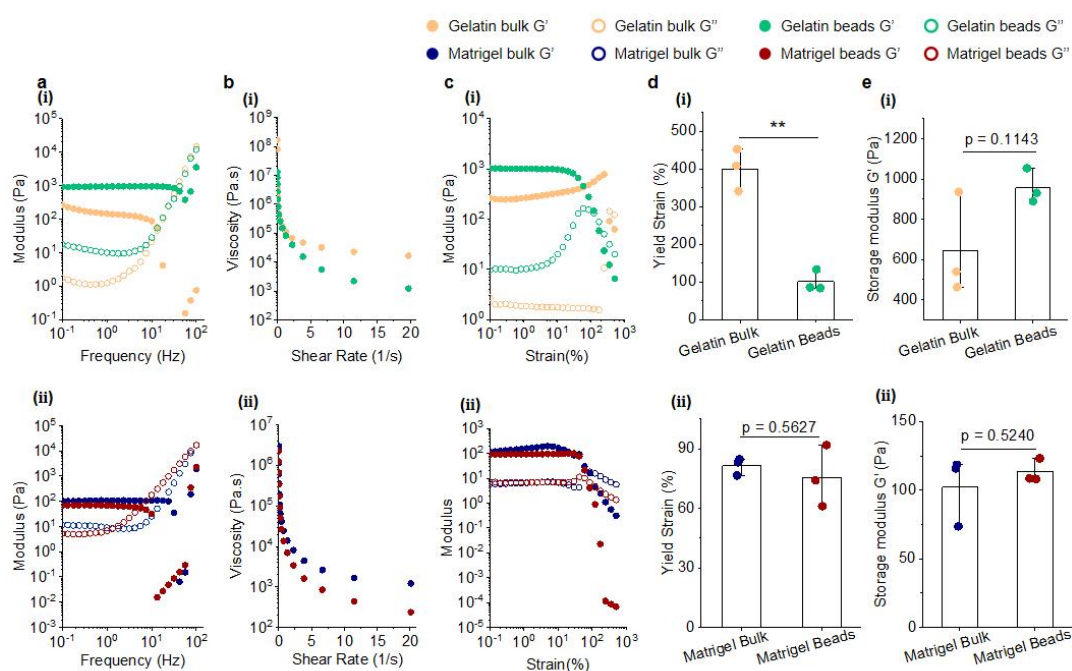 Gelatin bulk G' Gelatin bulk G" Gelatin beads G' Gelatin beads G"
Matrigel bulk G' Matrigel bulk G" Matrigel beads G' Matrigel beads G"
a b c d e
(i) (i) (i) (i) (i)
10^5
10^4
10^3
10^2
10^1
10^0
10^-1
Modulus (Pa)
10^-1 10^0 10^1 10^2
Frequency (Hz)
10^9
10^8
10^7
10^6
10^5
10^4
10^3
10^2
Viscosity (Pa.s)
0 5 10 15 20
Shear Rate (1/s)
10^4
10^3
10^2
10^1
10^0
Modulus (Pa)
10^-1 10^0 10^1 10^2 10^3
Strain(%)
500
400
300
200
100
0
Yield Strain (%)
**
Gelatin Bulk
Gelatin Beads
1200
1000
800
600
400
Storage modulus G' (Pa)
p = 0.1143
Gelatin Bulk
Gelatin Beads
(ii) (ii) (ii) (ii) (ii)
10^5
10^4
10^3
10^2
10^1
10^0
10^-1
10^-2
10^-3
Modulus (Pa)
10^-1 10^0 10^1 10^2
Frequency (Hz)
10^7
10^6
10^5
10^4
10^3
10^2
Viscosity (Pa.s)
0 5 10 15 20
Shear Rate (1/s)
10^3
10^2
10^1
10^0
10^-1
10^-2
10^-3
10^-4
10^-5
Modulus
10^-1 10^0 10^1 10^2 10^3
Strain(%)
90
60
30
0
Yield Strain (%)
p = 0.5627
Matrigel Bulk
Matrigel Beads
150
125
100
75
50
Storage modulus G' (Pa)
p = 0.5240
Matrigel Bulk
Matrigel Beads